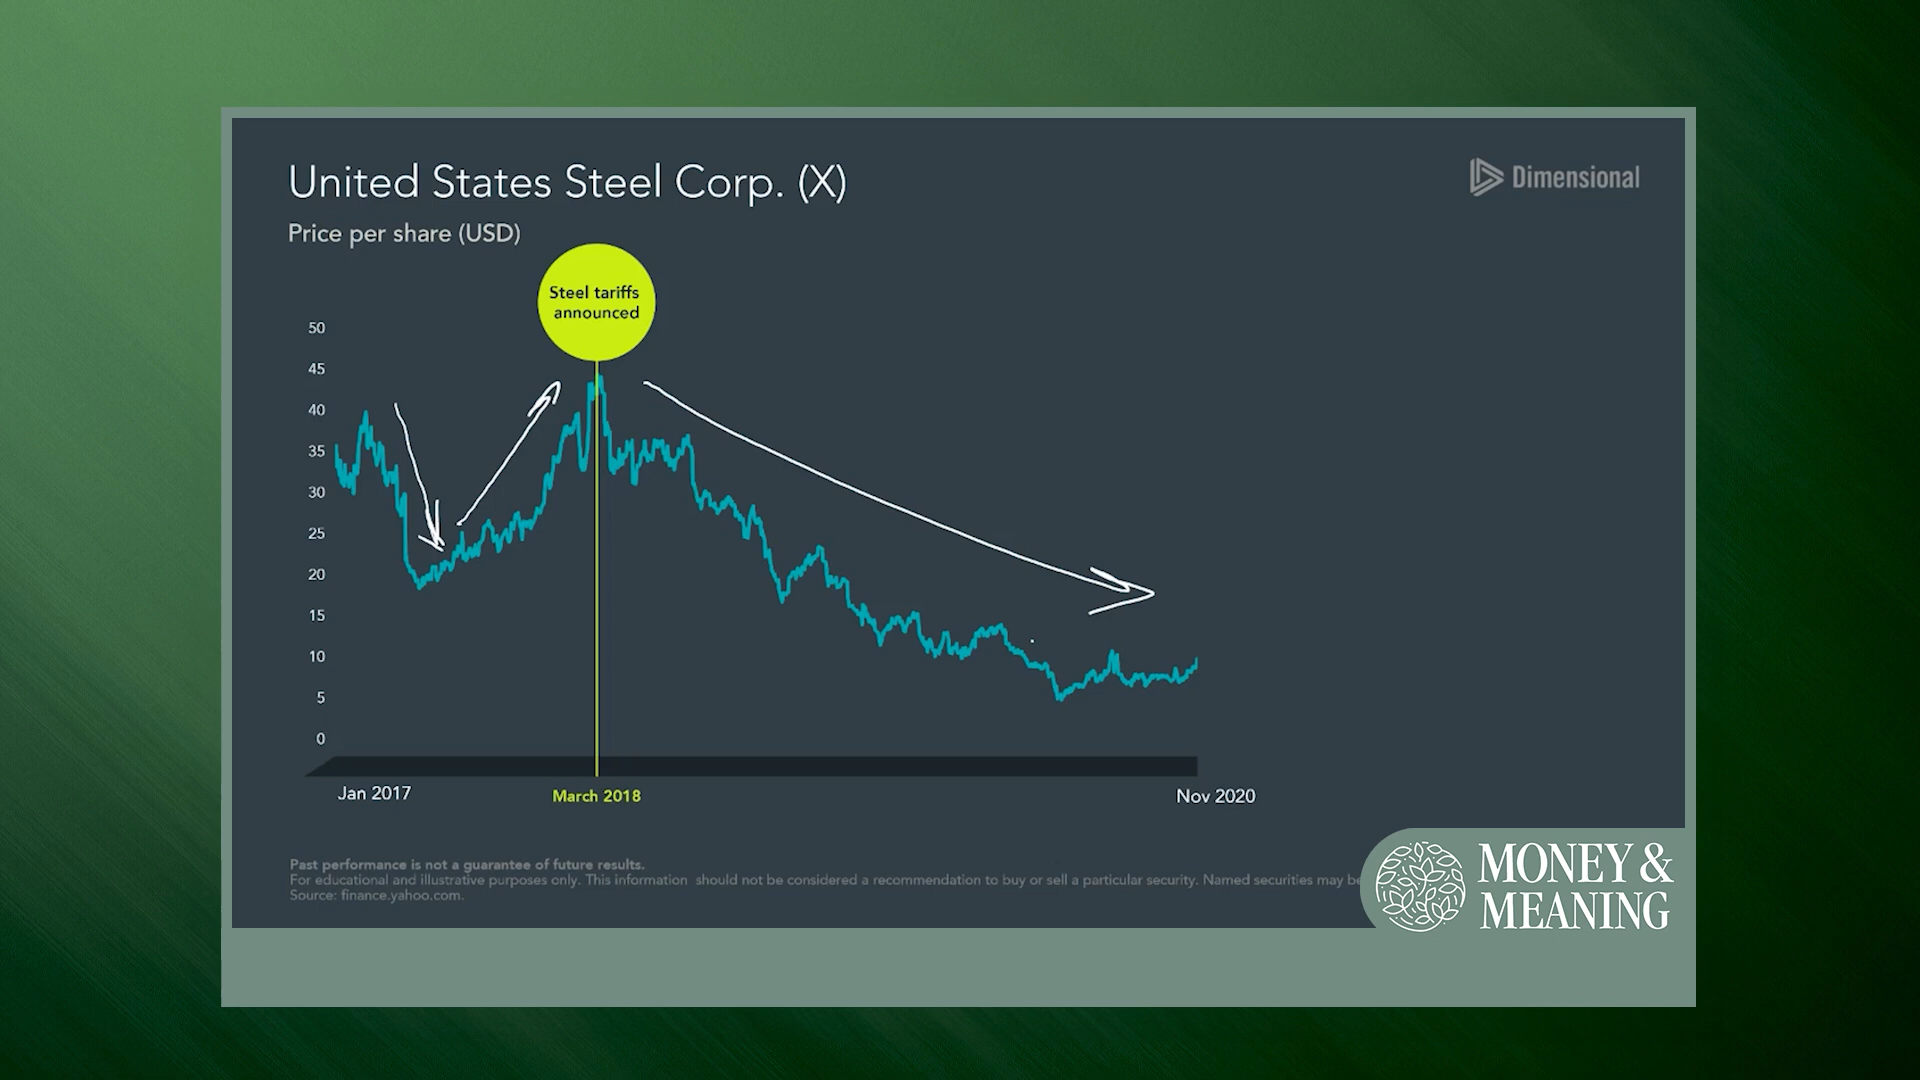 United States Steel Corp. (X)
Dimensional
Price per share (USD)
Steel tariffs
announced
50
45
40
35
30
25
20
15
10
5
0
Jan 2017
March 2018
Nov 2020
Past performance is not a guarantee of future results.
For educational and illustrative purposes only. This information should not be considered a recommendation to buy or sell a particular security. Named securities may be
Source: finance.yahoo.com.
MONEY &
MEANING